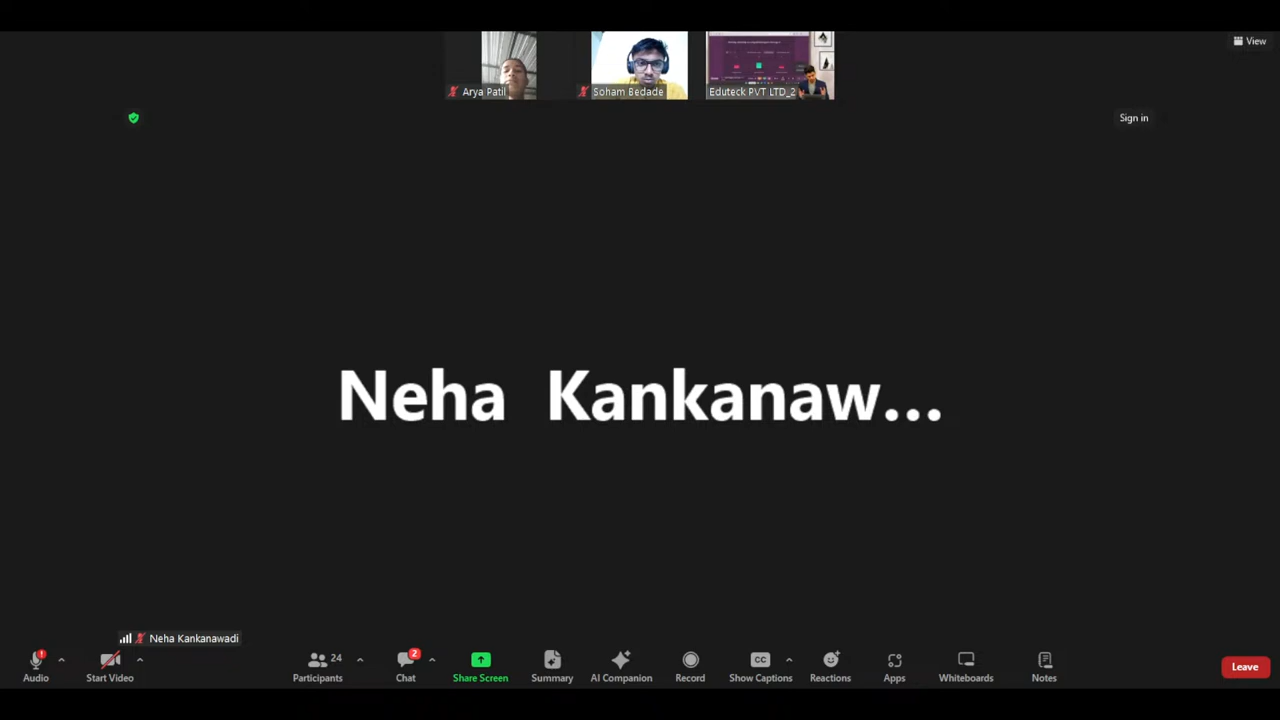 View
Arya Patil
Soham Bedade
Eduteck PVT LTD_2
Sign in
Neha Kankanaw...
Neha Kankanawadi
24
2
Audio
Start Video
Participants
Chat
Share Screen
Summary
AI Companion
Record
CC
Show Captions
Reactions
Apps
Whiteboards
Notes
Leave